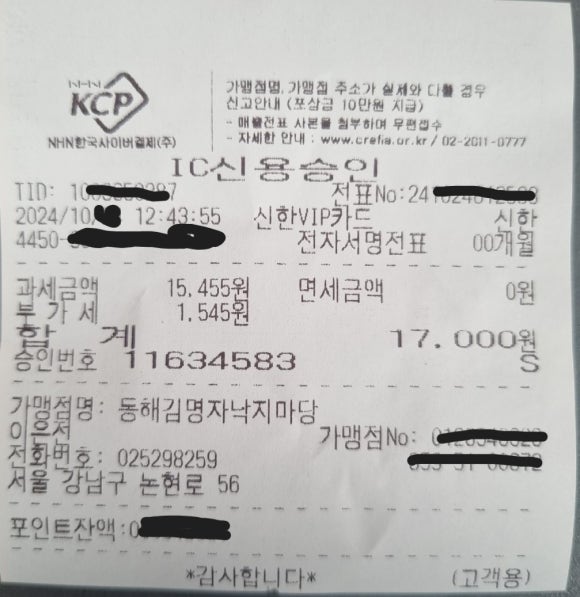 NHN
KCP
NHN한국사이버결제(주)
가맹점명, 가맹점 주소가 실제와 다를 경우
신고안내 (포상금 10만원 지급)
- 매출전표 사본을 첨부하여 우편접수
- 자세한 안내 : www.crefia.or.kr / 02-2011-0777
IC신용승인
TID: 전표No:24
2024/10/ 12:43:55 신한VIP카드 신한
4450- 전자서명전표 00개월
과세금액 15,455원 면세금액 0원
부 가 세 1,545원
합 계 17,000원
승인번호 11634583 S
가맹점명: 동해김명자낙지마당
이은저 가맹점No:
전화번호: 025298259
서울 강남구 논현로 56
포인트잔액:0
*감사합니다* (고객용)